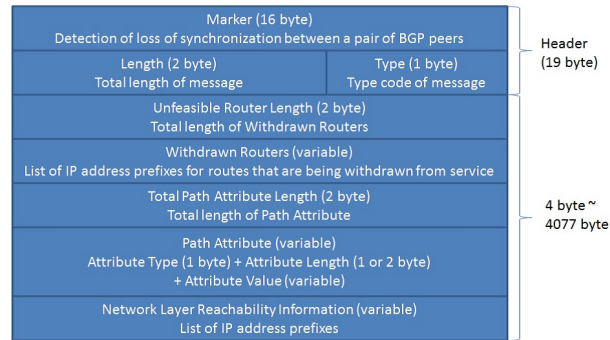 Marker (16 byte)
Detection of loss of synchronization between a pair of BGP peers
Length (2 byte)
Total length of message
Type (1 byte)
Type code of message
Header
(19 byte)
Unfeasible Router Length (2 byte)
Total length of Withdrawn Routers
Withdrawn Routers (variable)
List of IP address prefixes for routes that are being withdrawn from service
Total Path Attribute Length (2 byte)
Total length of Path Attribute
Path Attribute (variable)
Attribute Type (1 byte) + Attribute Length (1 or 2 byte)
+ Attribute Value (variable)
Network Layer Reachability Information (variable)
List of IP address prefixes
4 byte ~
4077 byte